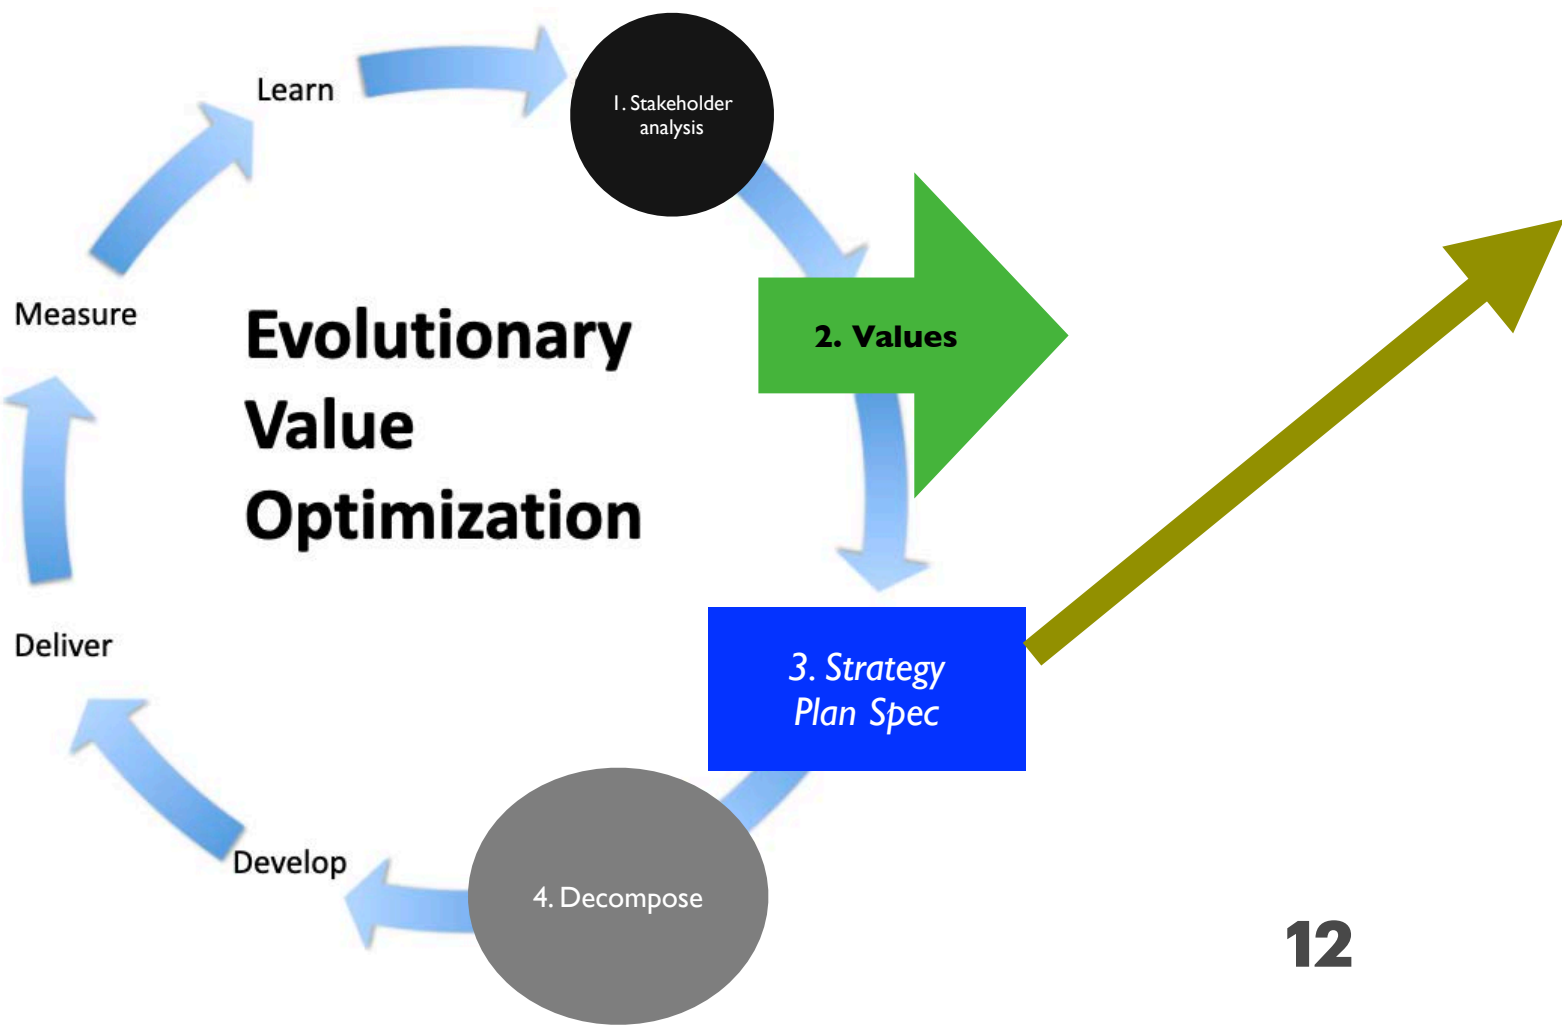 Learn
1. Stakeholder
analysis
Measure
Evolutionary
Value
Optimization
2. Values
Deliver
3. Strategy
Plan Spec
Develop
4. Decompose
12